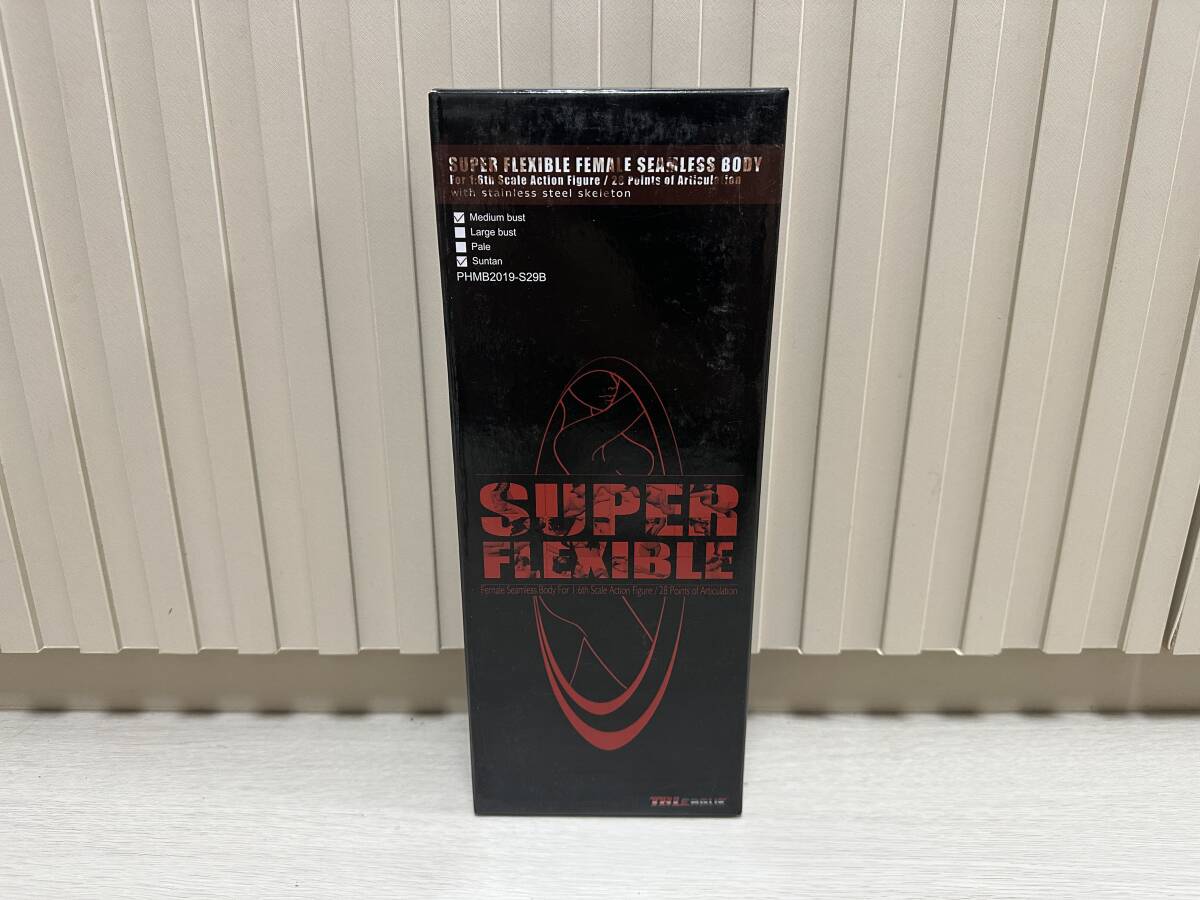 SUPER FLEXIBLE FEMALE SEAMLESS BODY
For 1:6th Scale Action Figure / 28 Points of Articulation
with stainless steel skeleton
Medium bust
Large bust
Pale
Suntan
PHMB2019-S29B
SUPER
FLEXIBLE
Female Seamless Body For 1:6th Scale Action Figure / 28 Points of Articulation